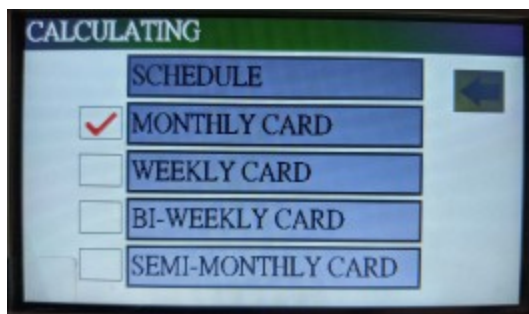 CALCULATING
SCHEDULE
MONTHLY CARD
WEEKLY CARD
BI-WEEKLY CARD
SEMI-MONTHLY CARD